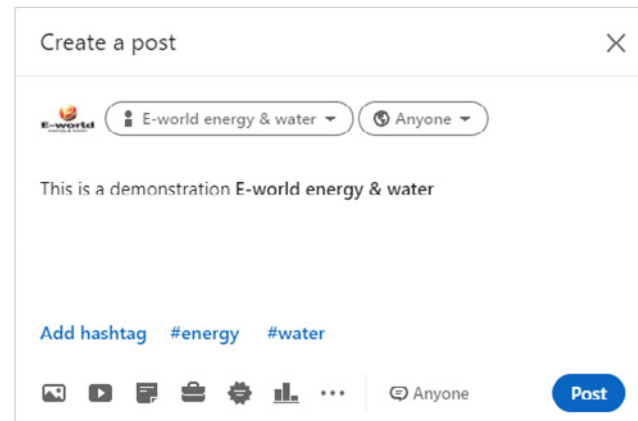 Create a post
E-world
E-world energy & water
Anyone
This is a demonstration E-world energy & water
Add hashtag #energy #water
Anyone
Post